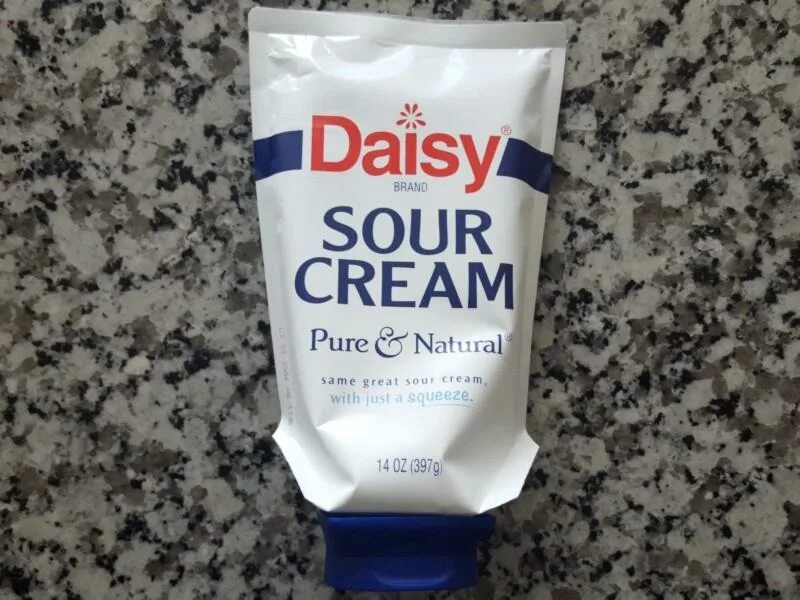 Daisy®
BRAND
SOUR
CREAM
Pure & Natural®
same great sour cream,
with just a squeeze.
14 OZ (397g)